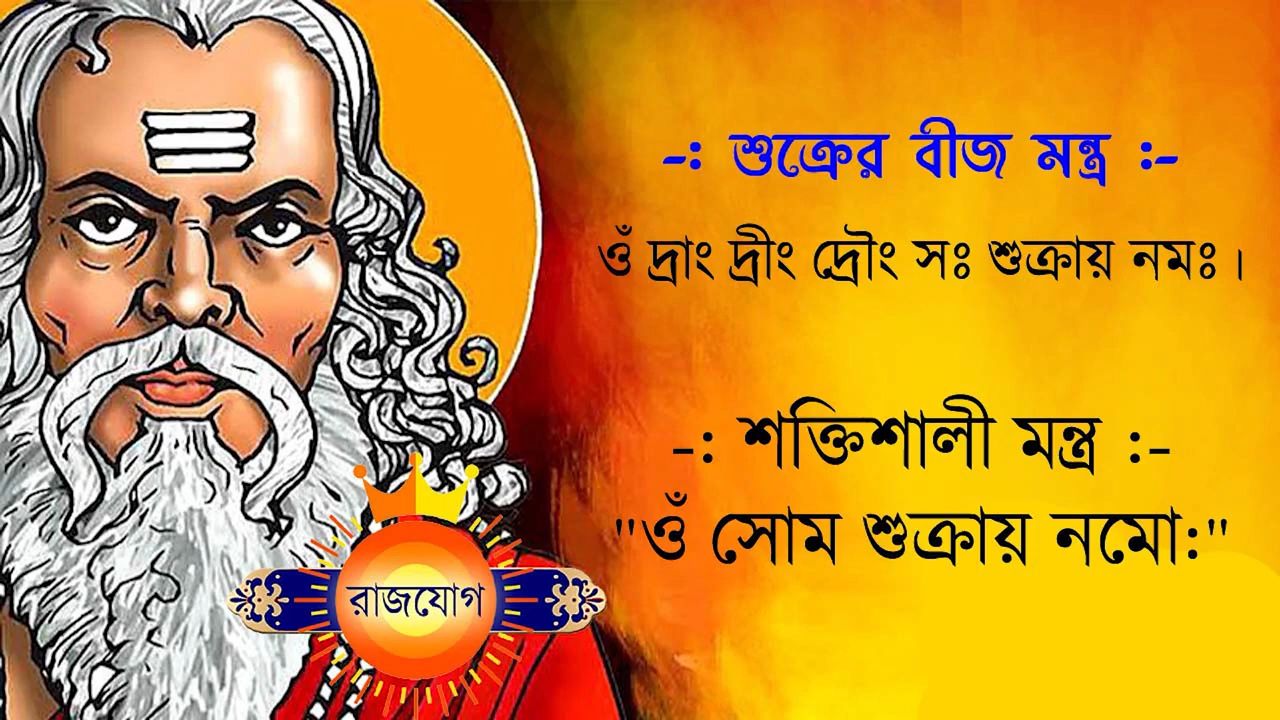 -: শুক্রের বীজ মন্ত্র :-
ওঁ দ্রাং দ্রীং দ্রৌং সঃ শুক্রায় নমঃ।
-: শক্তিশালী মন্ত্র :-
"ওঁ সোম শুক্রায় নমো:"
রাজযোগ